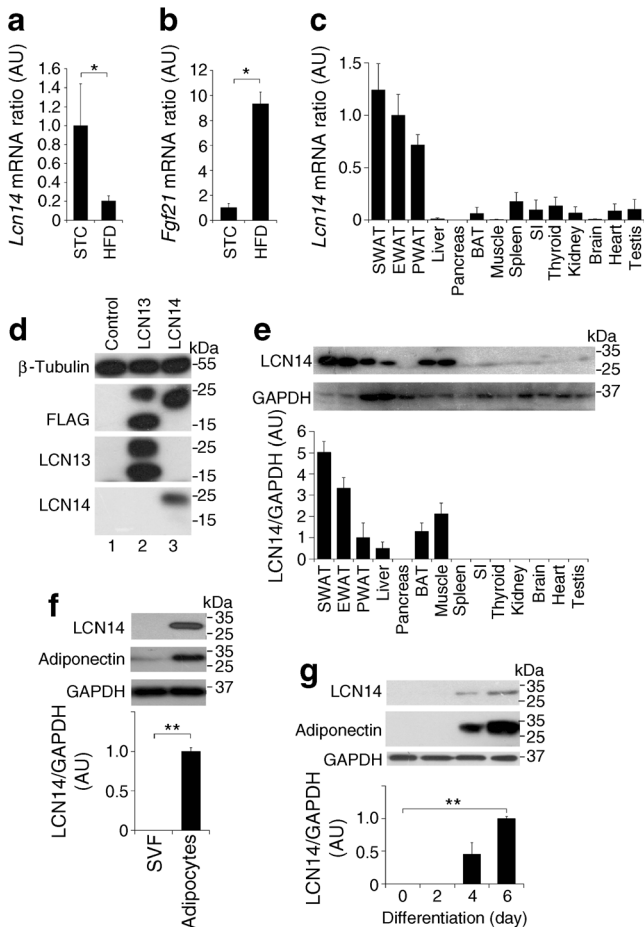 a
Lcn14 mRNA ratio (AU)
1.6
1.4
1.2
1.0
0.8
0.6
0.4
0.2
0
*
STC
HFD
b
Fgf21 mRNA ratio (AU)
12
10
8
6
4
2
0
*
STC
HFD
c
Lcn14 mRNA ratio (AU)
1.5
1.0
0.5
0
SWAT
EWAT
PWAT
Liver
Pancreas
BAT
Muscle
Spleen
SI
Thyroid
Kidney
Brain
Heart
Testis
d
Control
LCN13
LCN14
kDa
β-Tubulin
-55
-25
FLAG
-15
-25
LCN13
-15
LCN14
-25
-15
1 2 3
e
kDa
LCN14
-35
-25
GAPDH
-37
LCN14/GAPDH (AU)
6
5
4
3
2
1
0
SWAT
EWAT
PWAT
Liver
Pancreas
BAT
Muscle
Spleen
SI
Thyroid
Kidney
Brain
Heart
Testis
f
kDa
LCN14
-35
-25
Adiponectin
-35
-25
GAPDH
-37
LCN14/GAPDH
(AU)
**
1.0
0.5
0
SVF
Adipocytes
g
kDa
LCN14
-35
-25
Adiponectin
-35
-25
GAPDH
-37
LCN14/GAPDH
(AU)
**
1.0
0.5
0
0 2 4 6
Differentiation (day)